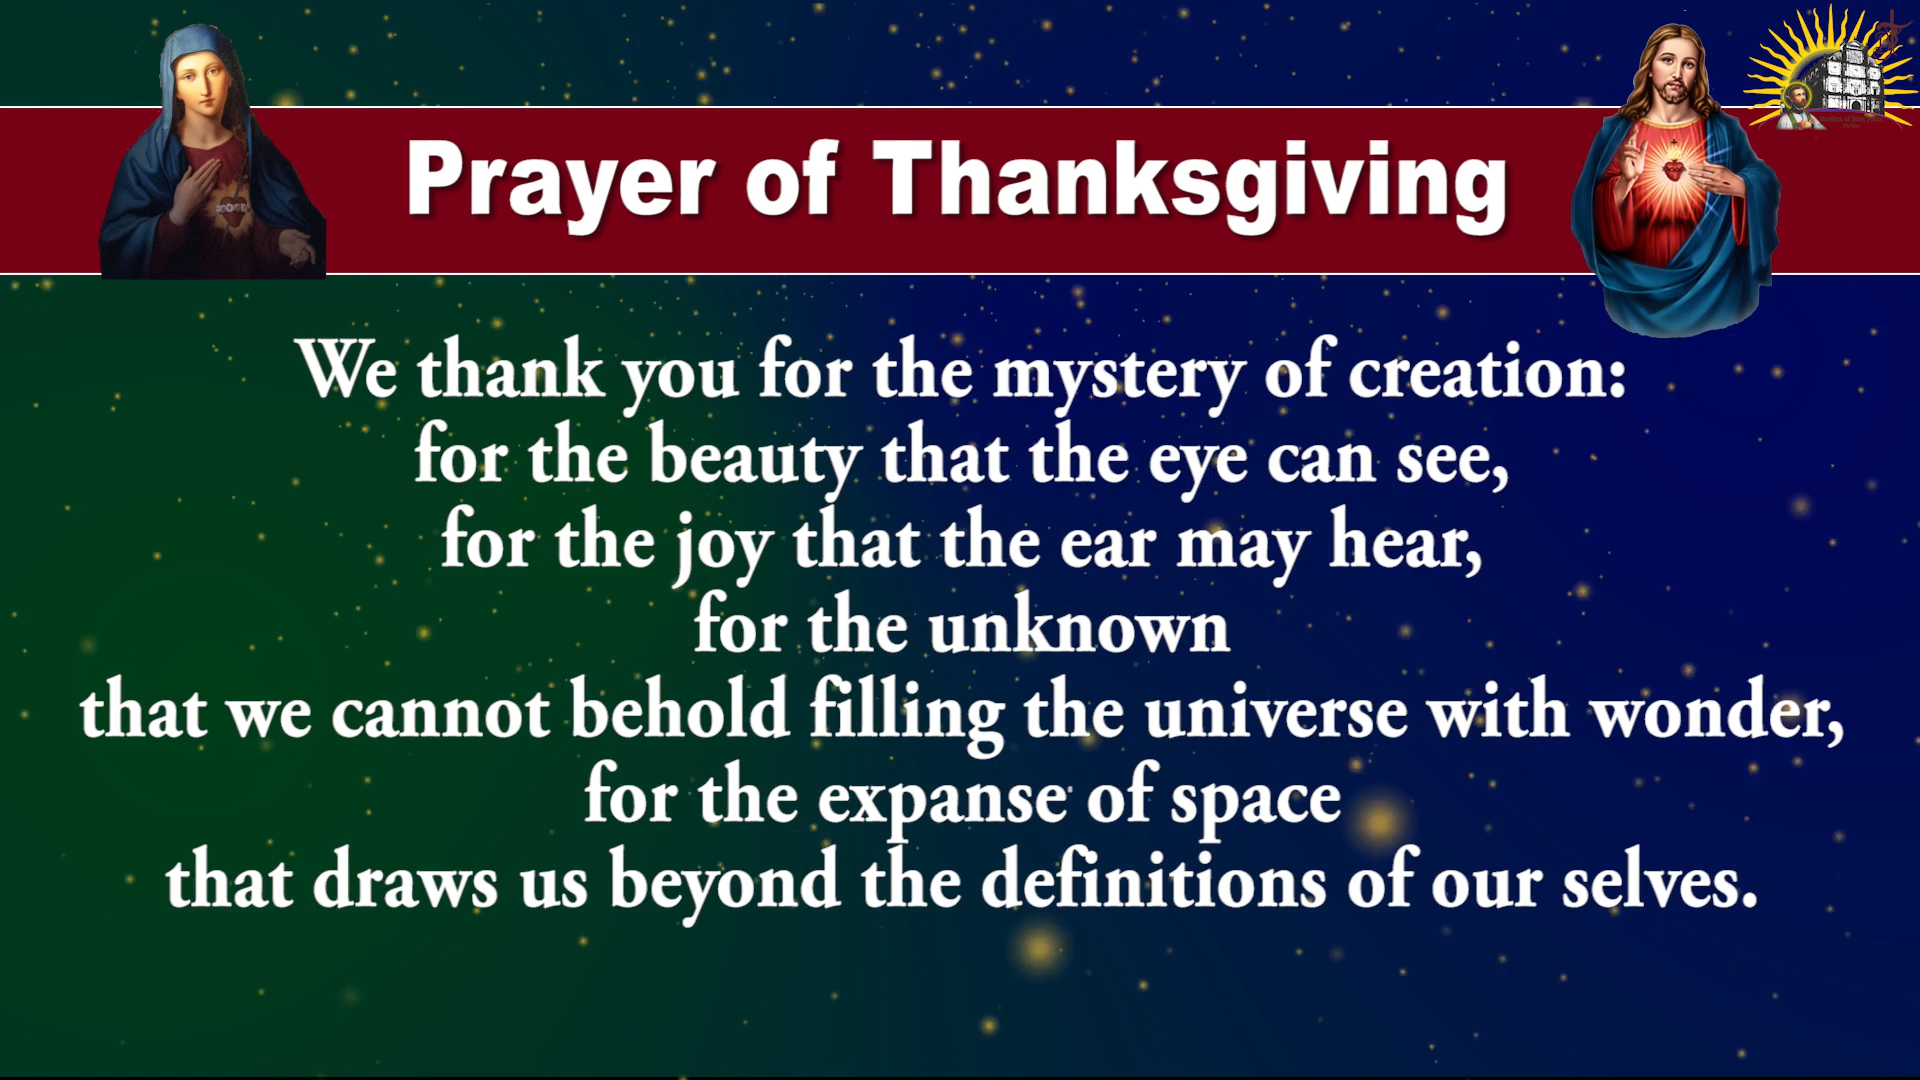 Prayer of Thanksgiving
We thank you for the mystery of creation:
for the beauty that the eye can see,
for the joy that the ear may hear,
for the unknown
that we cannot behold filling the universe with wonder,
for the expanse of space
that draws us beyond the definitions of our selves.